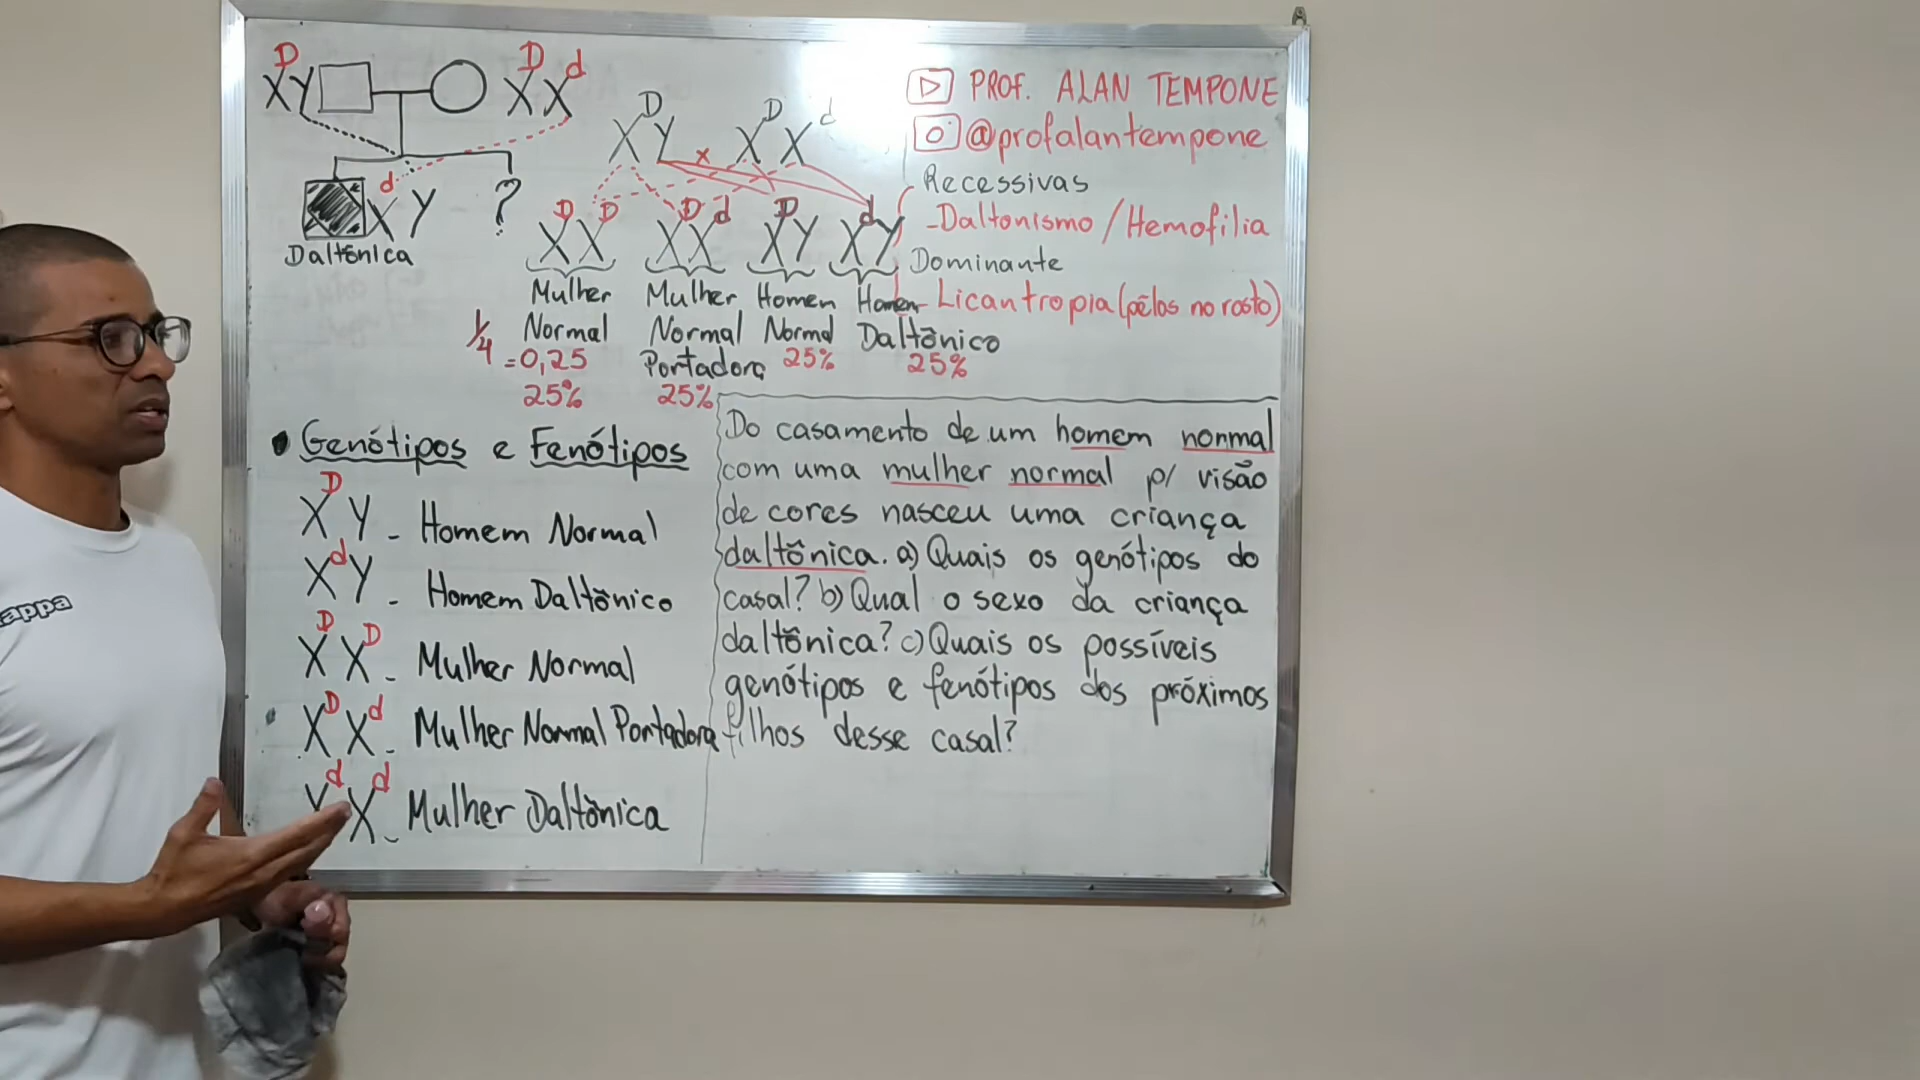 X^D Y X^D X^d
X^d Y ?
Daltônica
X^D Y x X^D X^d
X^D X^D X^D X^d X^D Y X^d Y
Mulher Mulher Homen Homen
Normal Normal Normal Daltônico
1/4 = 0,25 Portadora 25% 25%
25% 25%
PROF. ALAN TEMPONE
@profalantempone
Recessivas
- Daltonismo / Hemofilia
Dominante
- Licantropia (pêlos no rosto)
• Genótipos e Fenótipos
X^D Y - Homem Normal
X^d Y - Homem Daltônico
X^D X^D - Mulher Normal
X^D X^d - Mulher Normal Portadora
X^d X^d - Mulher Daltônica
Do casamento de um homem normal
com uma mulher normal p/ visão
de cores nasceu uma criança
daltônica. a) Quais os genótipos do
casal? b) Qual o sexo da criança
daltônica? c) Quais os possíveis
genótipos e fenótipos dos próximos
filhos desse casal?
kappa